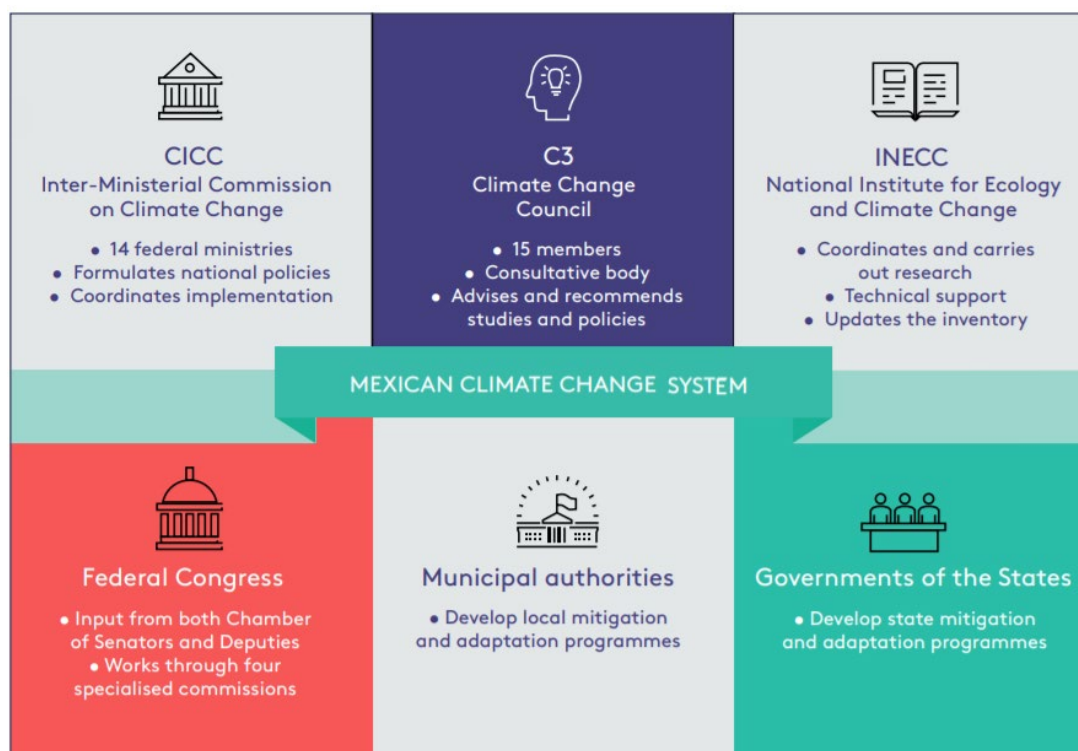 CICC
Inter-Ministerial Commission
on Climate Change
• 14 federal ministries
• Formulates national policies
• Coordinates implementation
C3
Climate Change
Council
• 15 members
• Consultative body
• Advises and recommends
studies and policies
INECC
National Institute for Ecology
and Climate Change
• Coordinates and carries
out research
• Technical support
• Updates the inventory
MEXICAN CLIMATE CHANGE SYSTEM
Federal Congress
• Input from both Chamber
of Senators and Deputies
• Works through four
specialised commissions
Municipal authorities
• Develop local mitigation
and adaptation programmes
Governments of the States
• Develop state mitigation
and adaptation programmes